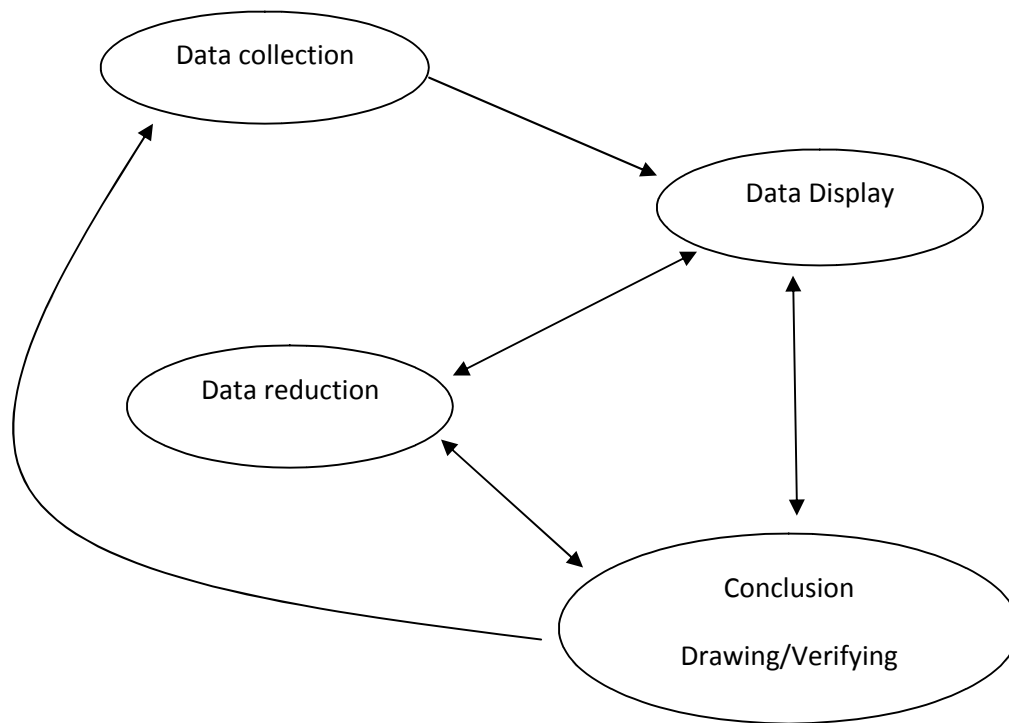 Data collection
Data Display
Data reduction
Conclusion
Drawing/Verifying